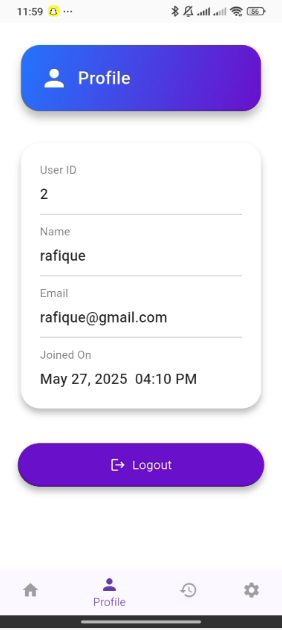 11:59
56
Profile
User ID
2
Name
rafique
Email
rafique@gmail.com
Joined On
May 27, 2025  04:10 PM
Logout
Profile